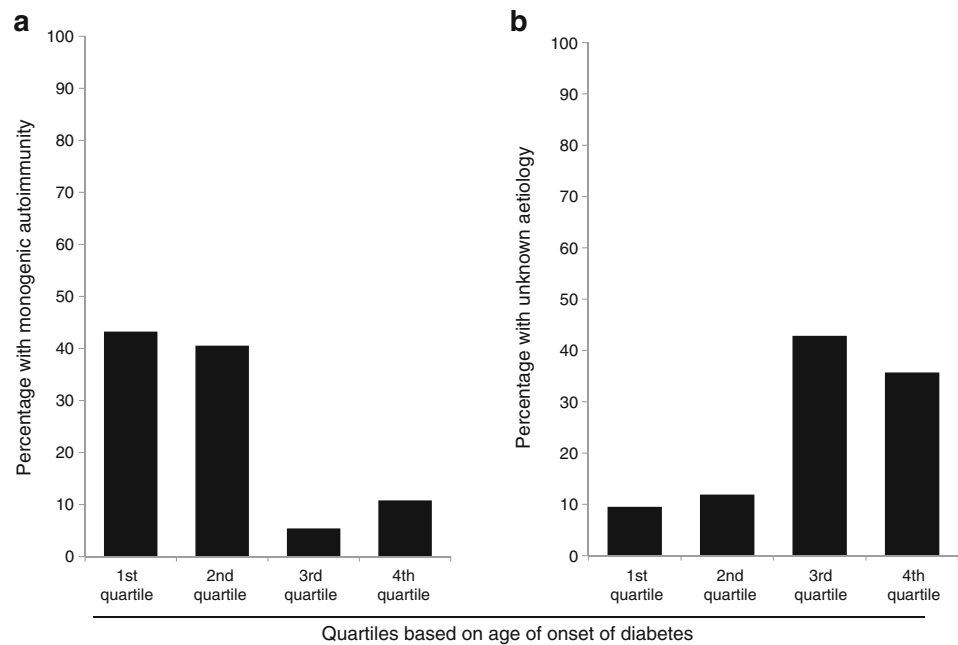 a
Percentage with monogenic autoimmunity
100
90
80
70
60
50
40
30
20
10
0
1st quartile
2nd quartile
3rd quartile
4th quartile
b
Percentage with unknown aetiology
100
90
80
70
60
50
40
30
20
10
0
1st quartile
2nd quartile
3rd quartile
4th quartile
Quartiles based on age of onset of diabetes